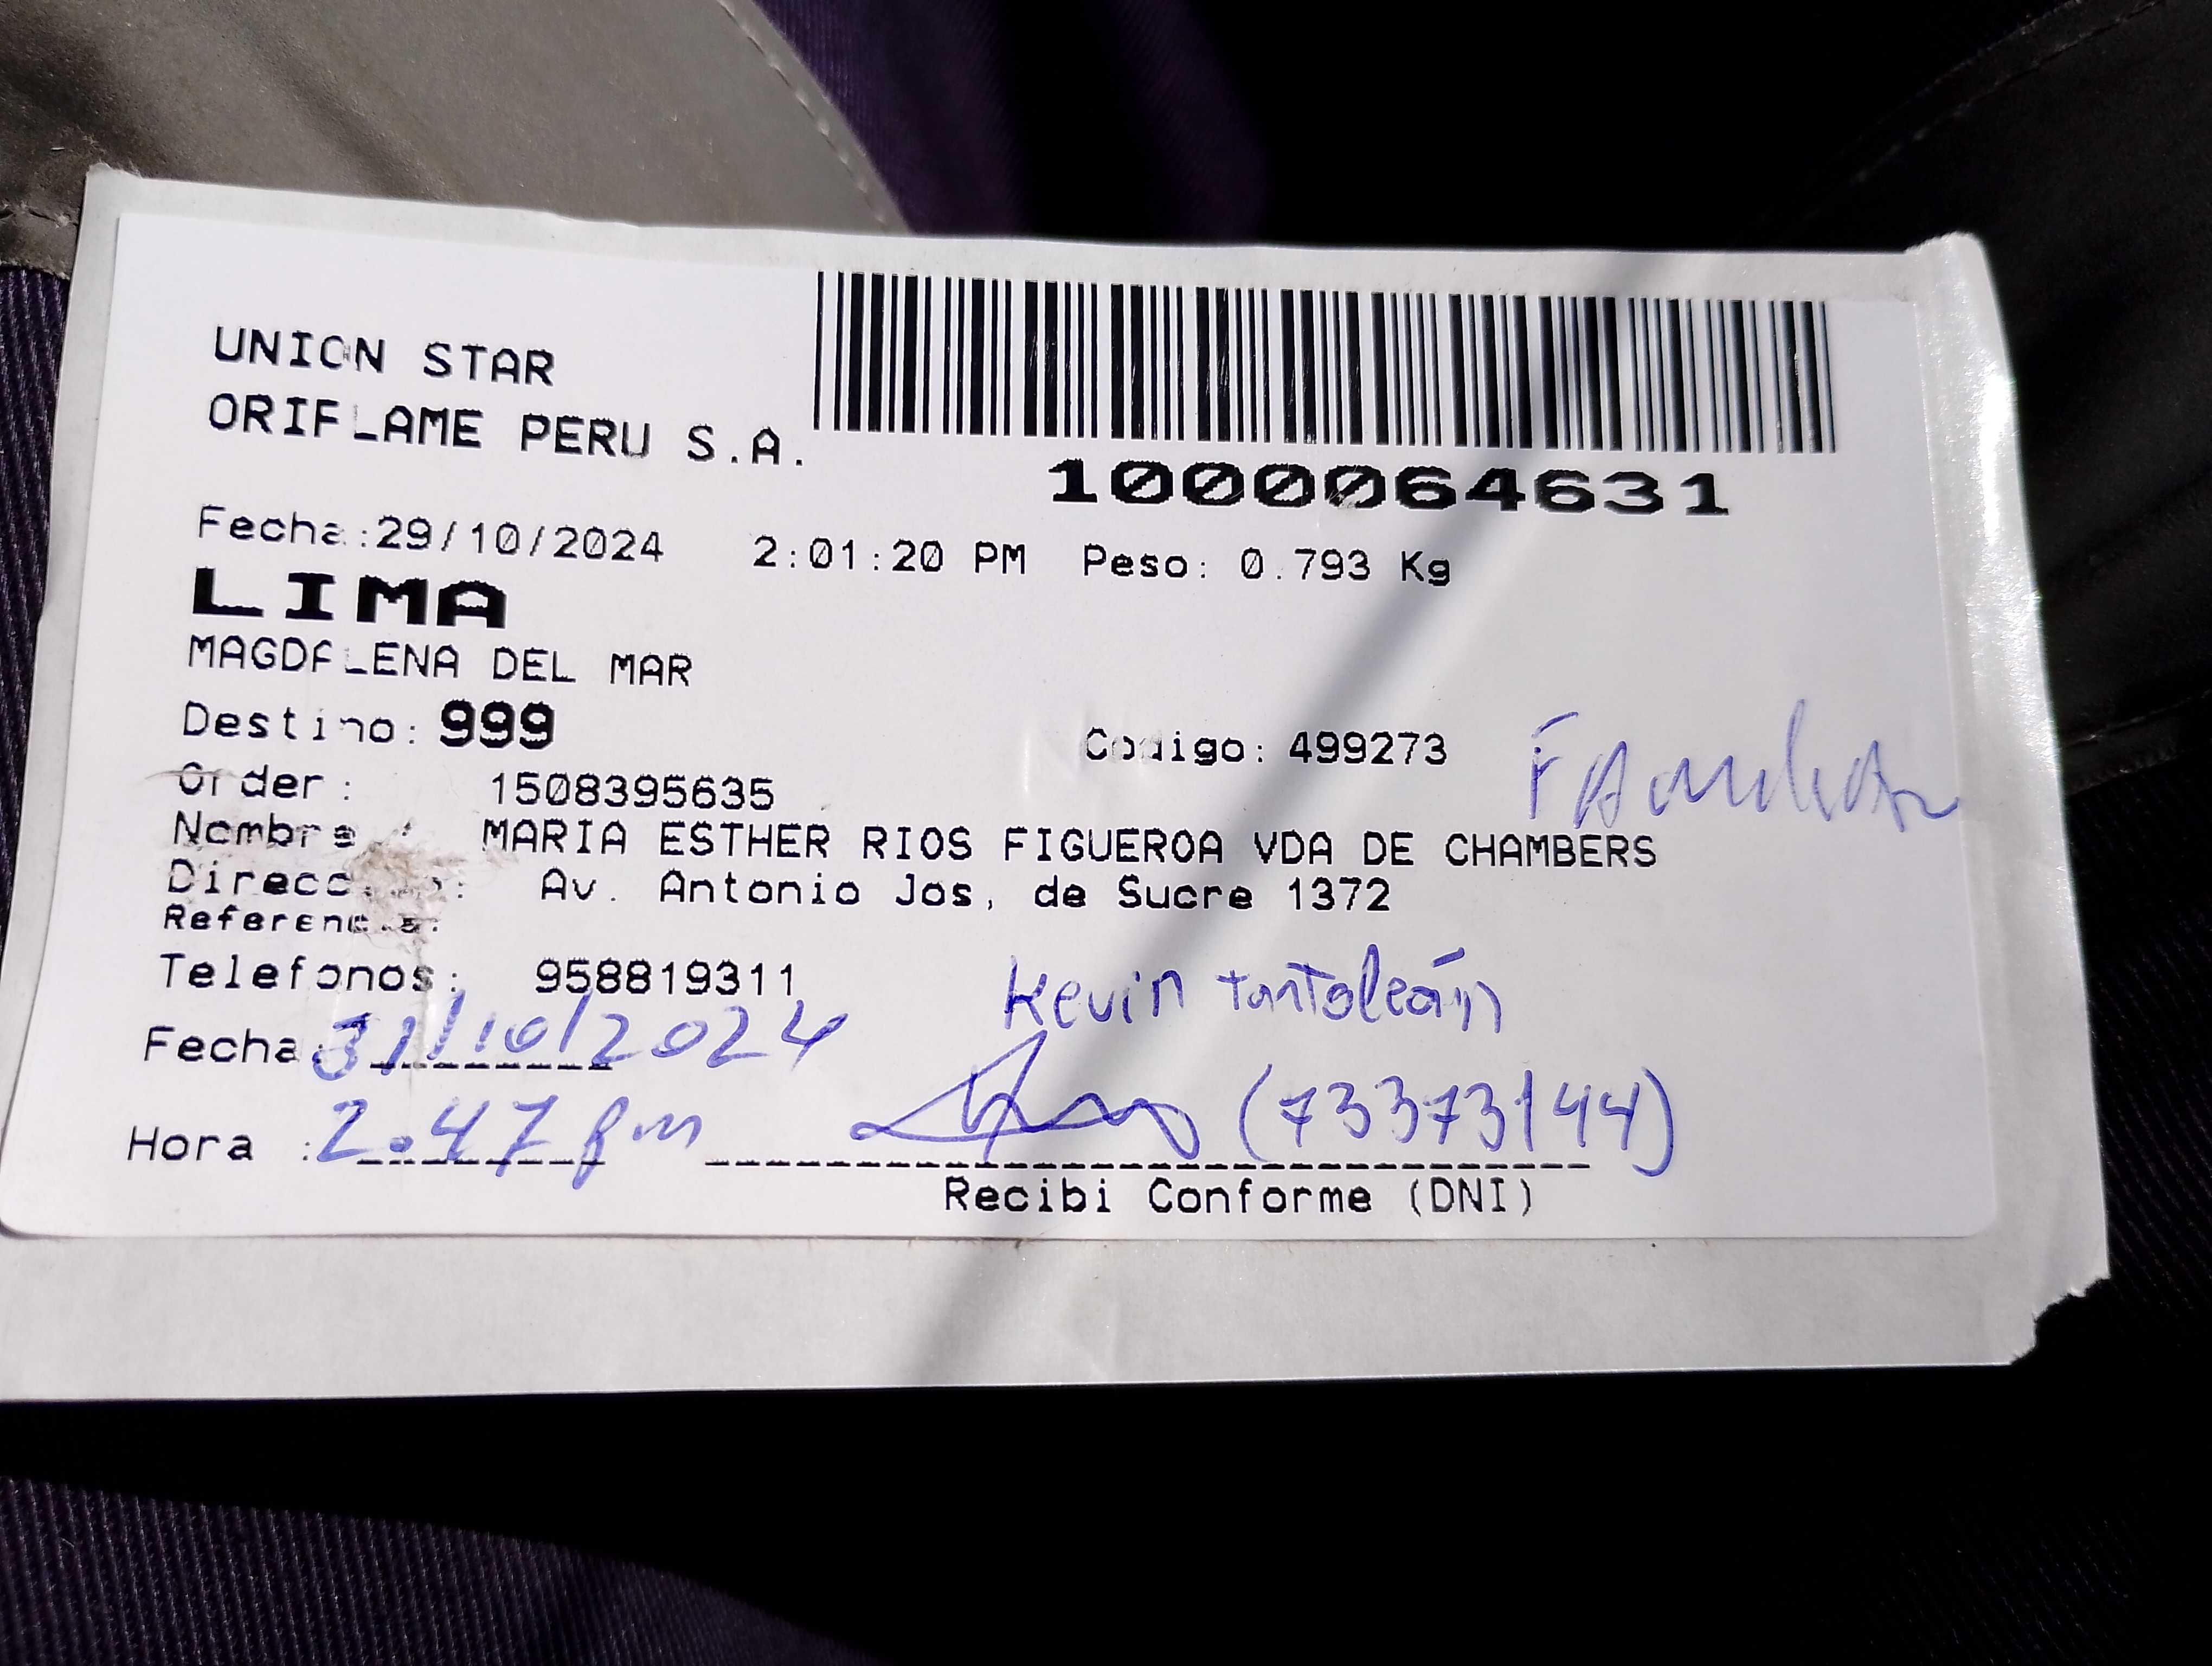 UNION STAR
ORIFLAME PERU S.A.
1000064631
Fecha:29/10/2024 2:01:20 PM Peso: 0.793 Kg
LIMA
MAGDALENA DEL MAR
Destino: 999 Codigo: 499273
Familiar
Order: 1508395635
Nombre : MARIA ESTHER RIOS FIGUEROA VDA DE CHAMBERS
Direccion: Av. Antonio Jos, de Sucre 1372
Referencia:
Telefonos: 958819311
Kevin Tantoleán
Fecha: 31/10/2024
Hora : 2.47 pm (73373144)
Recibi Conforme (DNI)